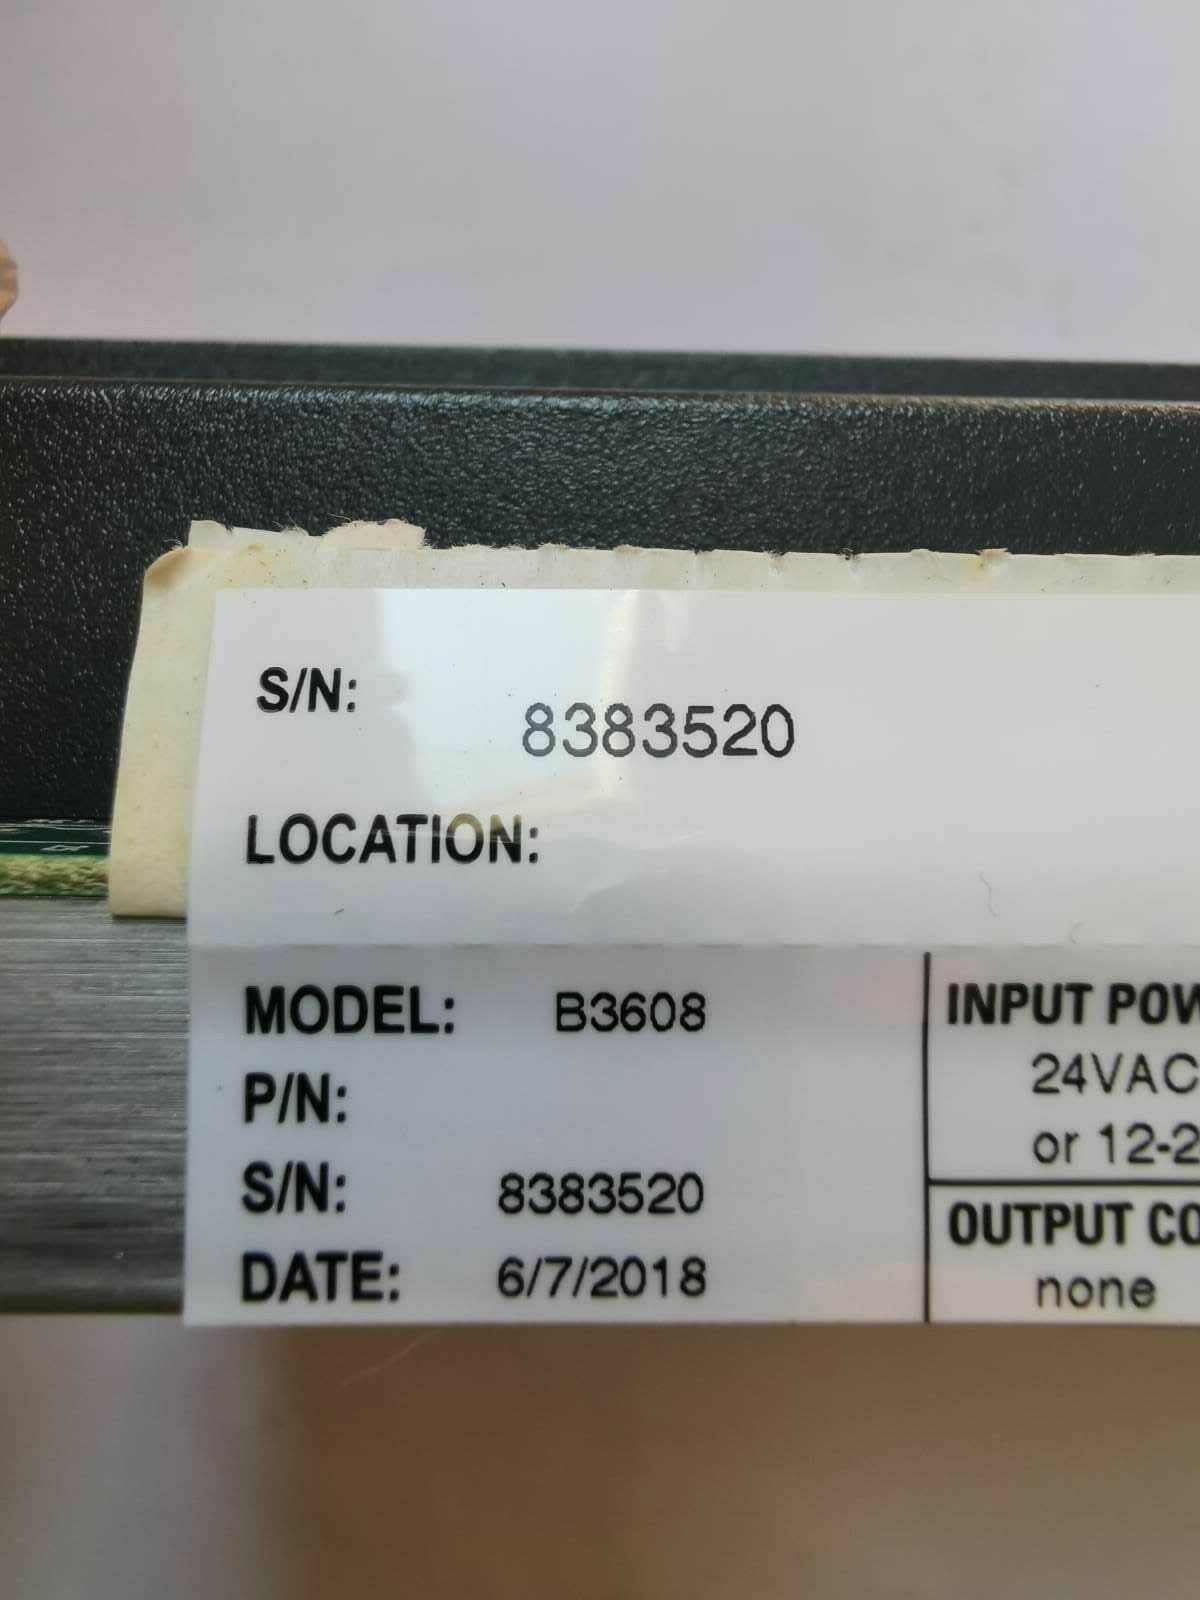 S/N:
8383520
LOCATION:
MODEL: B3608
P/N:
S/N: 8383520
DATE: 6/7/2018
INPUT POW
24VAC
or 12-2
OUTPUT CO
none